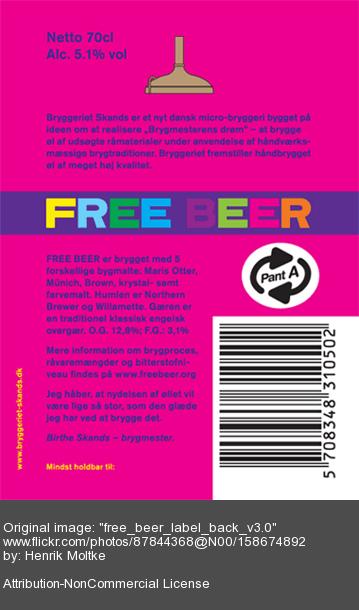 Netto 70cl
Alc. 5.1% vol
Bryggeriet Skands er et nyt dansk micro-bryggeri bygget på
ideen om at realisere „Brygmesterens drøm" – at brygge
øl af udsøgte råmaterialer under anvendelse af håndværks-
mæssige brygtraditioner. Bryggeriet fremstiller håndbrygget
øl af meget høj kvalitet.
FREE BEER
FREE BEER er brygget med 5
forskellige bygmalte. Maris Otter,
Münich, Brown, krystal- samt
farvemalt. Humlen er Northern
Brewer og Willamette. Gæren er
en traditionel klassisk engelsk
overgær. O.G. 12,8%; F.G.: 3,1%
Pant A
Mere information om brygproces,
råvaremængder og bitterstofni-
veau findes på www.freebeer.org
Jeg håber, at nydelsen af øllet vil
være lige så stor, som den glæde
jeg har ved at brygge det.
Birthe Skands – brygmester.
Mindst holdbar til:
www.bryggeriet-skands.dk
5 708348 310502
Original image: "free_beer_label_back_v3.0"
www.flickr.com/photos/87844368@N00/158674892
by: Henrik Moltke
Attribution-NonCommercial License